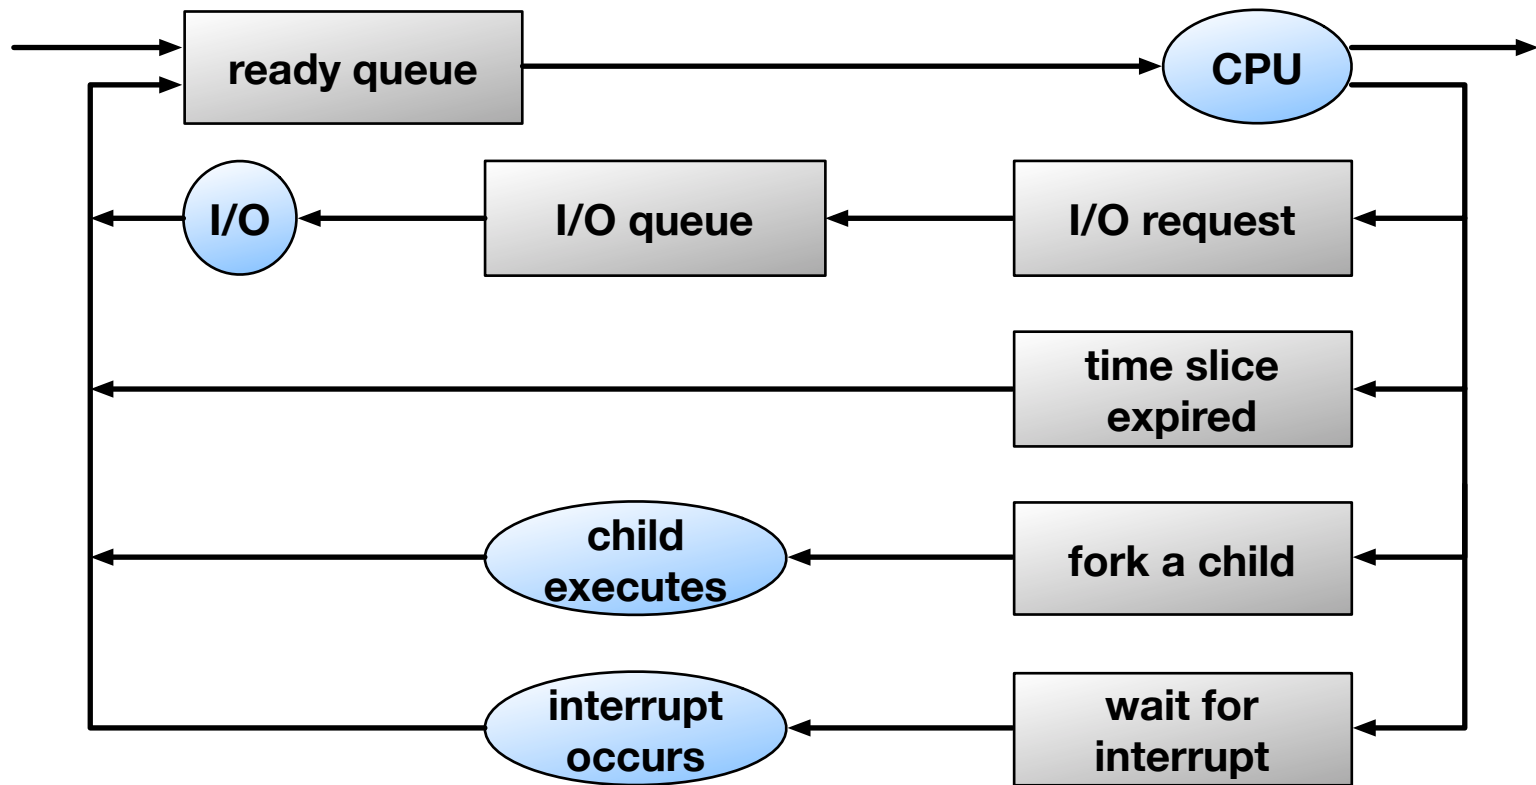 ready queue
CPU
I/O
I/O queue
I/O request
time slice
expired
child
executes
fork a child
interrupt
occurs
wait for
interrupt